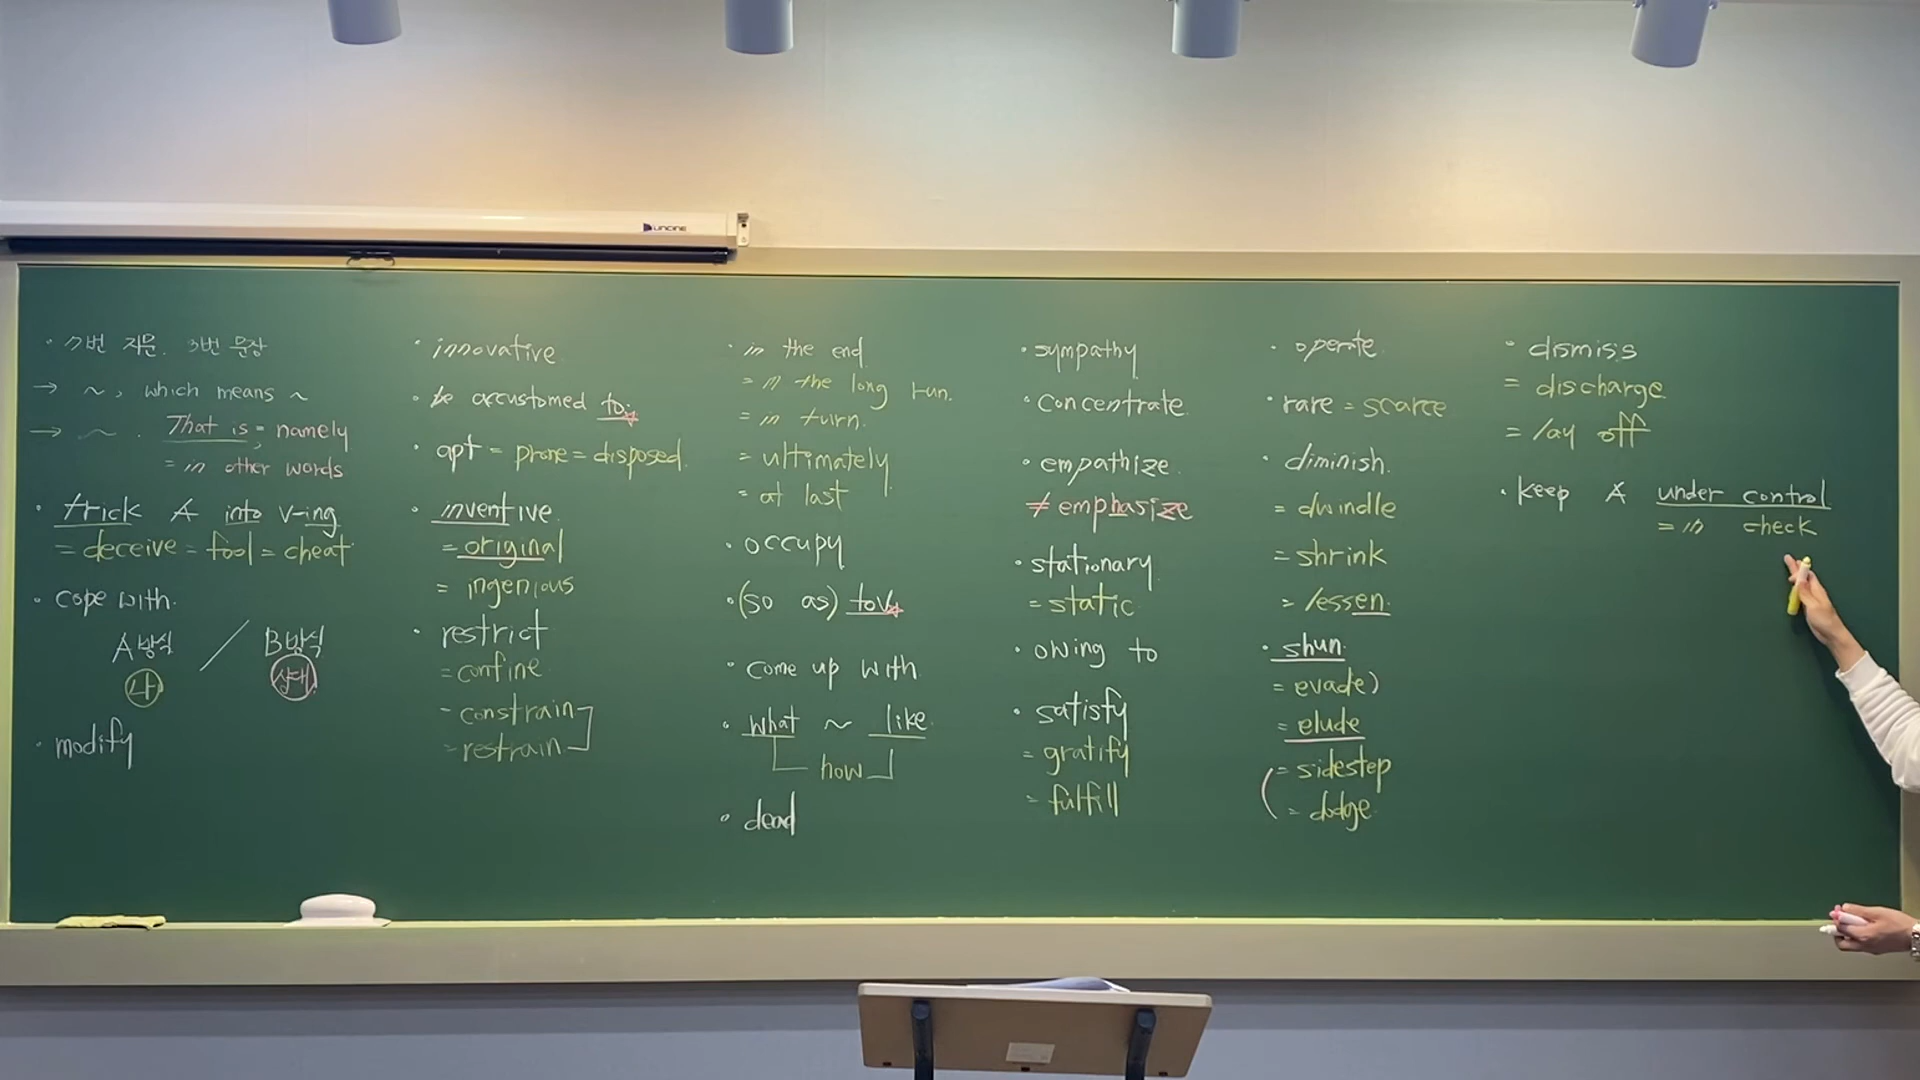 · 7번 지문. 3번 문장
→ ~, which means ~
→ ~. That is, = namely
= in other words
· trick A into v-ing
= deceive = fool = cheat
· cope with.
A방식 / B방식
나 상대
· modify
· innovative
· be accustomed to
· apt = prone = disposed.
· inventive.
= original
= ingenious
· restrict
= confine
- constrain
= restrain
· in the end
= in the long run.
= in turn.
= ultimately
= at last
· occupy
· (so as) to v
· come up with
· what ~ like
how
· dead
· sympathy
· concentrate
· empathize
≠ emphasize
· stationary
= static
· owing to
· satisfy
= gratify
= fulfill
· operate
· rare = scarce
· diminish.
= dwindle
= shrink
= lessen.
· shun.
= evade)
= elude
(= sidestep
= dodge
· dismiss
= discharge
= lay off
· keep A under control
= in check